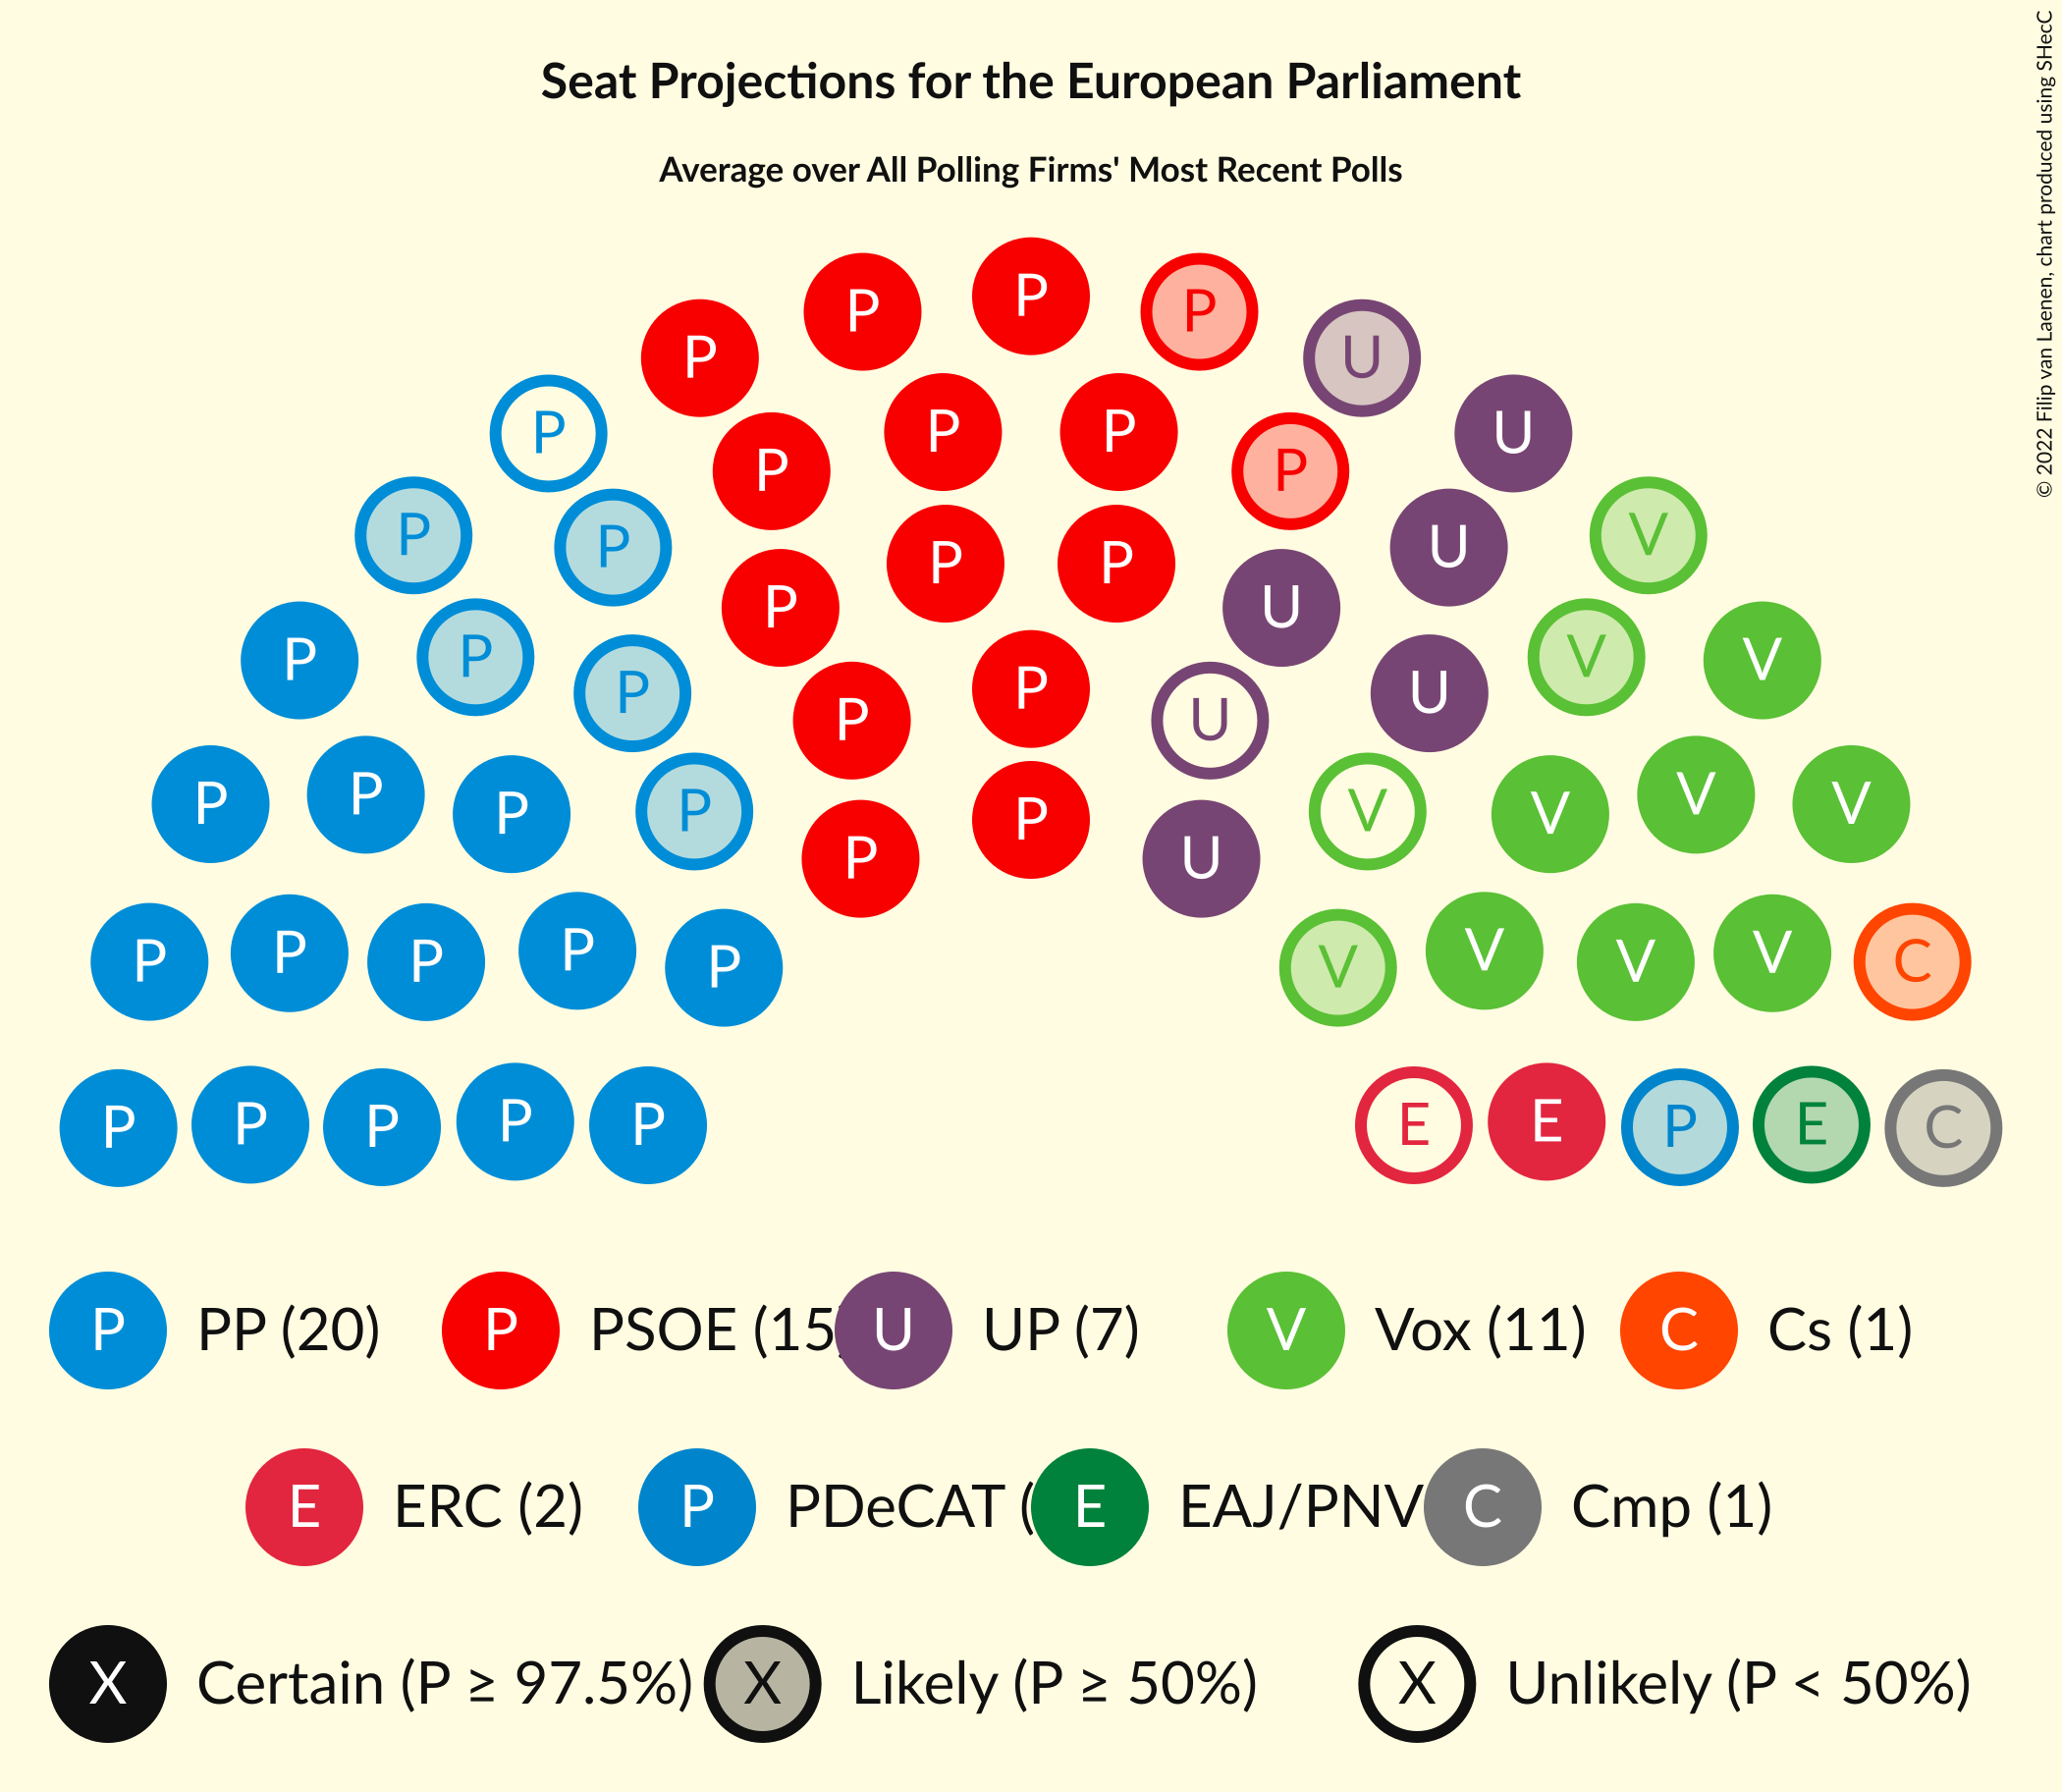 Seat Projections for the European Parliament
Average over All Polling Firms' Most Recent Polls
© 2022 Filip van Laenen, chart produced using SHecC
P
P P P U
P P P P P U
P P P U V
P P P U
P P P U V V V
P P P P P U V V V V
P P U
P P P P P V V V V C
P P P P P E E P E C
P PP (20) P PSOE (15 U UP (7) V Vox (11) C Cs (1)
E ERC (2) P PDeCAT ( E EAJ/PNV C Cmp (1)
X Certain (P ≥ 97.5%) X Likely (P ≥ 50%) X Unlikely (P < 50%)